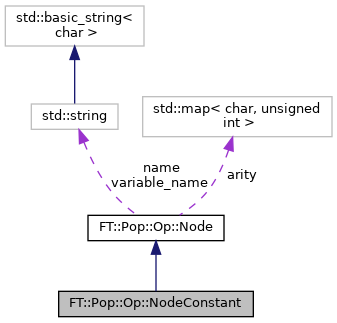 std::basic_string<
char >
std::string
std::map< char, unsigned
int >
name
variable_name
arity
FT::Pop::Op::Node
FT::Pop::Op::NodeConstant